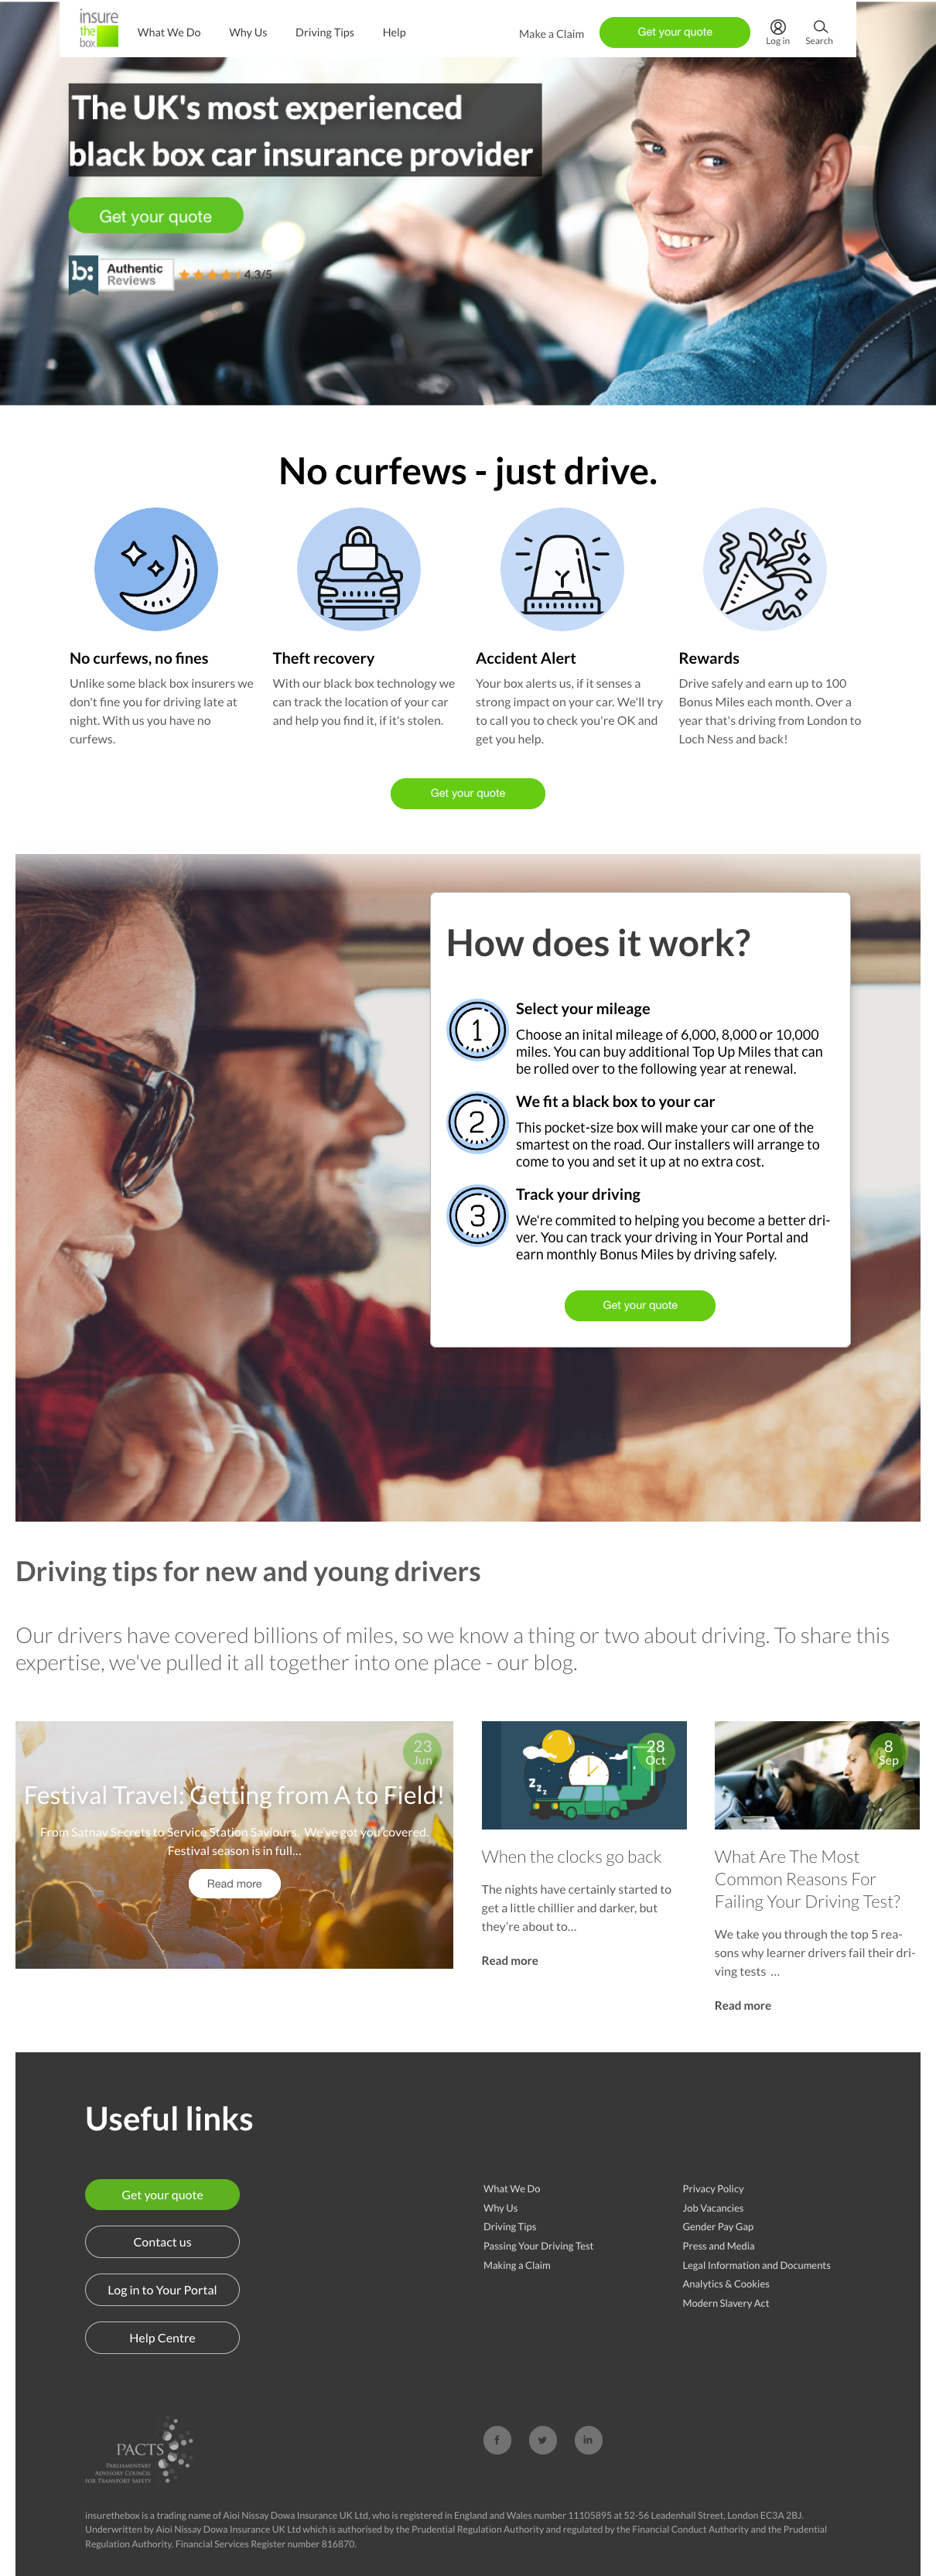 insure
the
box
What We Do
Why Us
Driving Tips
Help
Make a Claim
Get your quote
Log in
Search
The UK's most experienced
black box car insurance provider
Get your quote
b:
Authentic
Reviews
4.3/5
No curfews - just drive.
No curfews, no fines
Unlike some black box insurers we
don't fine you for driving late at
night. With us you have no
curfews.
Theft recovery
With our black box technology we
can track the location of your car
and help you find it, if it's stolen.
Accident Alert
Your box alerts us, if it senses a
strong impact on your car. We'll try
to call you to check you're OK and
get you help.
Rewards
Drive safely and earn up to 100
Bonus Miles each month. Over a
year that's driving from London to
Loch Ness and back!
Get your quote
How does it work?
1
Select your mileage
Choose an inital mileage of 6,000, 8,000 or 10,000
miles. You can buy additional Top Up Miles that can
be rolled over to the following year at renewal.
2
We fit a black box to your car
This pocket-size box will make your car one of the
smartest on the road. Our installers will arrange to
come to you and set it up at no extra cost.
3
Track your driving
We're commited to helping you become a better dri-
ver. You can track your driving in Your Portal and
earn monthly Bonus Miles by driving safely.
Get your quote
Driving tips for new and young drivers
Our drivers have covered billions of miles, so we know a thing or two about driving. To share this
expertise, we've pulled it all together into one place - our blog.
23
Jun
Festival Travel: Getting from A to Field!
From Satnav Secrets to Service Station Saviours. We've got you covered.
Festival season is in full...
Read more
28
Oct
z z z
When the clocks go back
The nights have certainly started to
get a little chillier and darker, but
they're about to...
Read more
8
Sep
What Are The Most
Common Reasons For
Failing Your Driving Test?
We take you through the top 5 rea-
sons why learner drivers fail their dri-
ving tests ...
Read more
Useful links
Get your quote
Contact us
Log in to Your Portal
Help Centre
What We Do
Why Us
Driving Tips
Passing Your Driving Test
Making a Claim
Privacy Policy
Job Vacancies
Gender Pay Gap
Press and Media
Legal Information and Documents
Analytics & Cookies
Modern Slavery Act
PACTS
PARLIAMENTARY
ADVISORY COUNCIL
FOR TRANSPORT SAFETY
f
in
insurethebox is a trading name of Aioi Nissay Dowa Insurance UK Ltd, who is registered in England and Wales number 11105895 at 52-56 Leadenhall Street, London EC3A 2BJ.
Underwritten by Aioi Nissay Dowa Insurance UK Ltd which is authorised by the Prudential Regulation Authority and regulated by the Financial Conduct Authority and the Prudential
Regulation Authority. Financial Services Register number 816870.